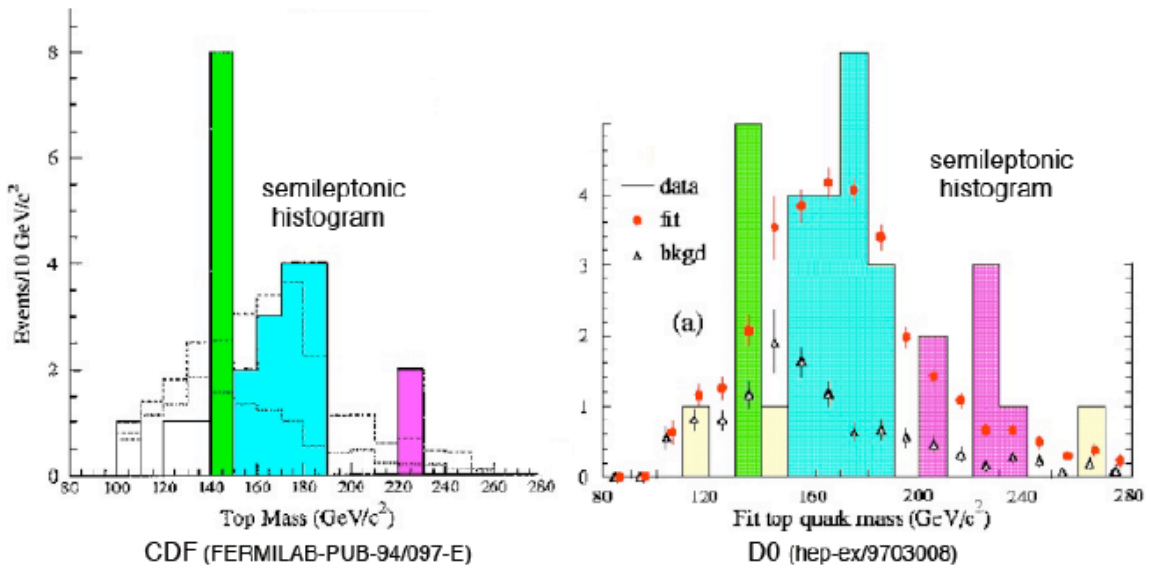 8
6
4
2
0
Events/10 GeV/c²
semileptonic
histogram
80 100 120 140 160 180 200 220 240 260 280
Top Mass (GeV/c²)
CDF (FERMILAB-PUB-94/097-E)
4
3
2
1
0
semileptonic
histogram
data
fit
bkgd
(a)
80 120 160 200 240 280
Fit top quark mass (GeV/c²)
D0 (hep-ex/9703008)